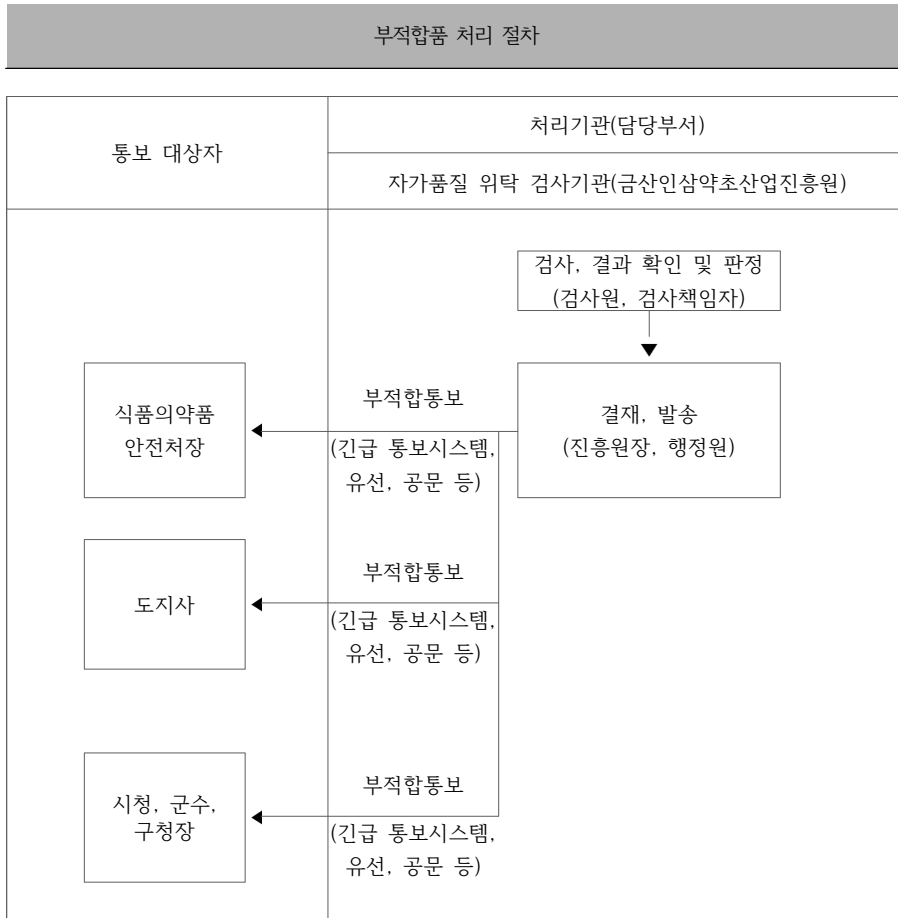 부적합품 처리 절차
통보 대상자
처리기관(담당부서)
자가품질 위탁 검사기관(금산인삼약초산업진흥원)
검사, 결과 확인 및 판정
(검사원, 검사책임자)
식품의약품
안전처장
부적합통보
(긴급 통보시스템,
유선, 공문 등)
결재, 발송
(진흥원장, 행정원)
도지사
부적합통보
(긴급 통보시스템,
유선, 공문 등)
시청, 군수,
구청장
부적합통보
(긴급 통보시스템,
유선, 공문 등)